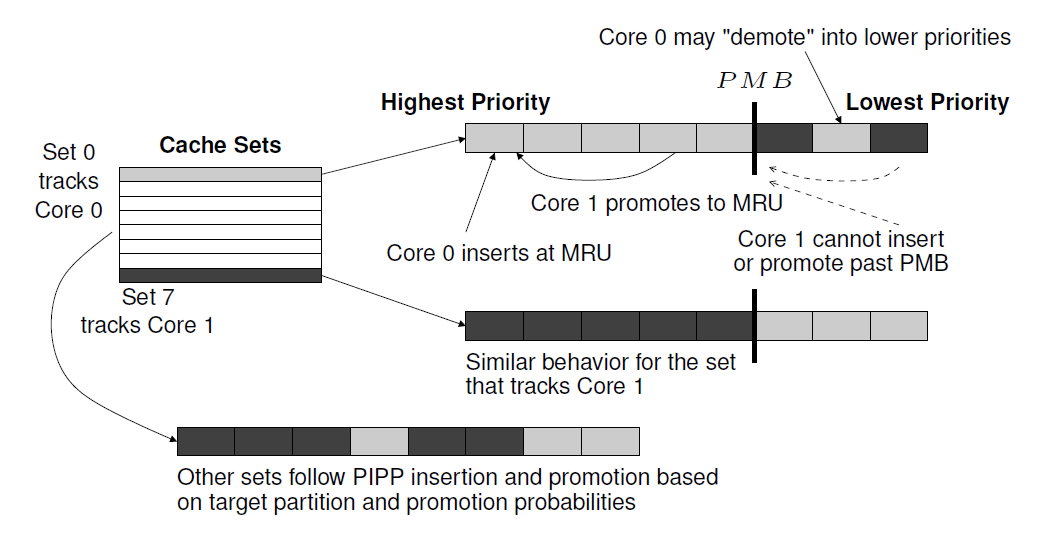 Core 0 may "demote" into lower priorities
PMB
Highest Priority
Lowest Priority
Set 0
tracks
Core 0
Cache Sets
Core 1 promotes to MRU
Core 0 inserts at MRU
Core 1 cannot insert
or promote past PMB
Set 7
tracks Core 1
Similar behavior for the set
that tracks Core 1
Other sets follow PIPP insertion and promotion based
on target partition and promotion probabilities